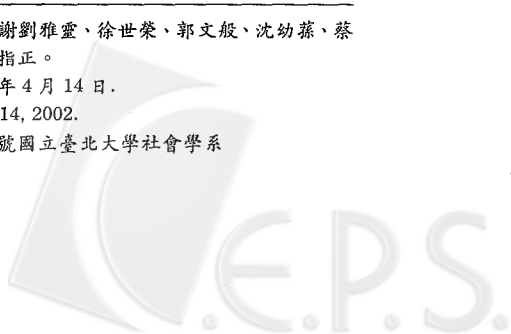 謝劉雅靈、徐世榮、郭文般、沈幼蓀、蔡
指正。
年 4 月 14 日.
14, 2002.
號國立臺北大學社會學系
C.E.P.S.